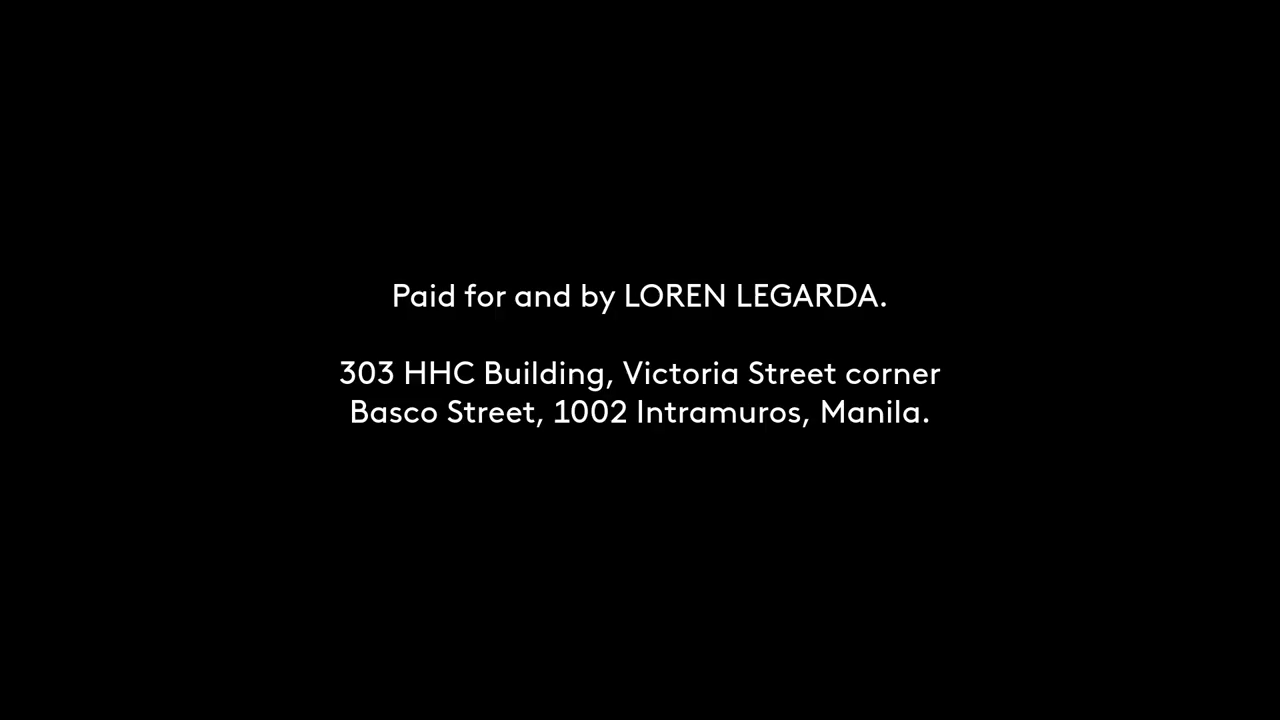 Paid for and by LOREN LEGARDA.
303 HHC Building, Victoria Street corner
Basco Street, 1002 Intramuros, Manila.